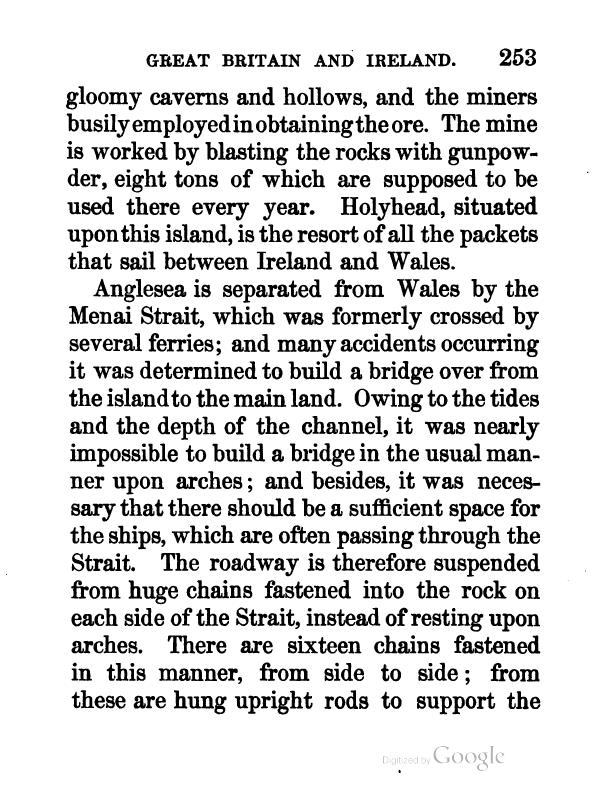 GREAT BRITAIN AND IRELAND. 253
gloomy caverns and hollows, and the miners
busily employed in obtaining the ore. The mine
is worked by blasting the rocks with gunpow-
der, eight tons of which are supposed to be
used there every year. Holyhead, situated
upon this island, is the resort of all the packets
that sail between Ireland and Wales.
Anglesea is separated from Wales by the
Menai Strait, which was formerly crossed by
several ferries; and many accidents occurring
it was determined to build a bridge over from
the island to the main land. Owing to the tides
and the depth of the channel, it was nearly
impossible to build a bridge in the usual man-
ner upon arches; and besides, it was neces-
sary that there should be a sufficient space for
the ships, which are often passing through the
Strait. The roadway is therefore suspended
from huge chains fastened into the rock on
each side of the Strait, instead of resting upon
arches. There are sixteen chains fastened
in this manner, from side to side; from
these are hung upright rods to support the
Digitized by Google